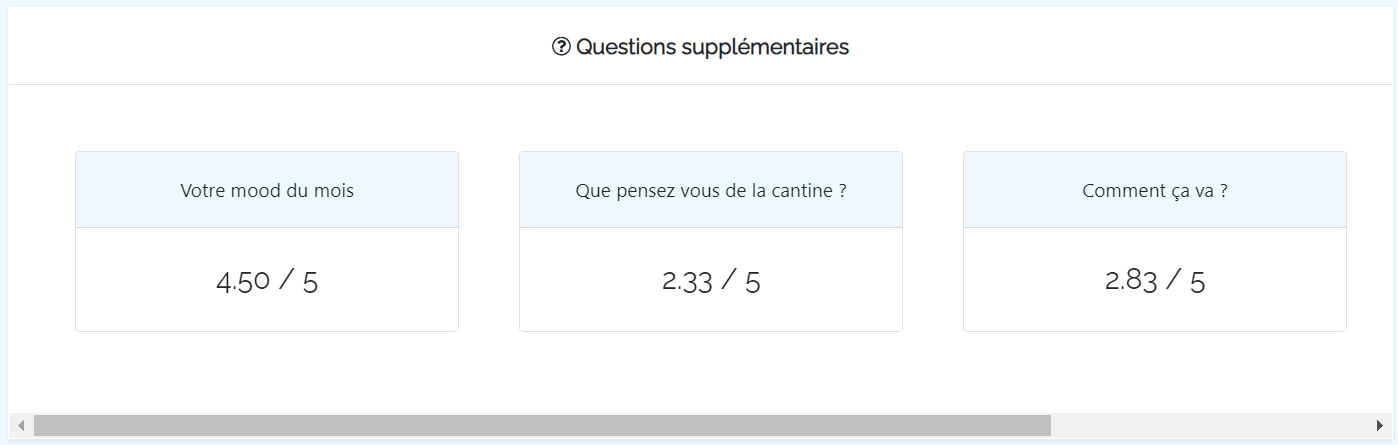 Questions supplémentaires
Votre mood du mois
4.50 / 5
Que pensez vous de la cantine ?
2.33 / 5
Comment ça va ?
2.83 / 5